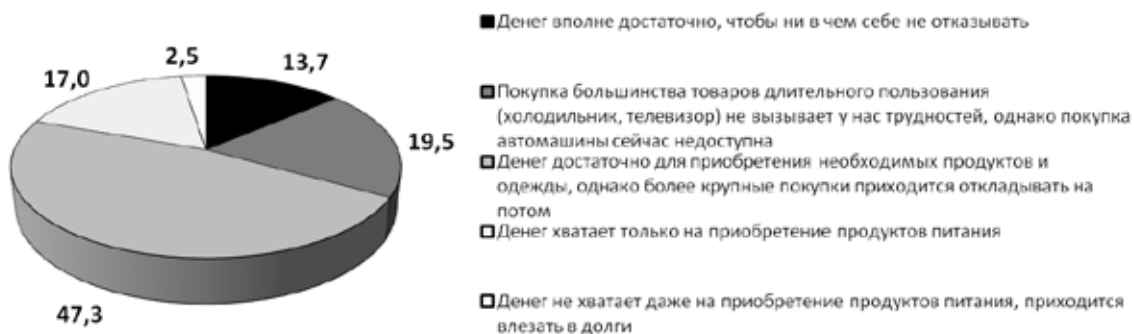 2,5
13,7
17,0
19,5
47,3
Денег вполне достаточно, чтобы ни в чем себе не отказывать
Покупка большинства товаров длительного пользования
(холодильник, телевизор) не вызывает у нас трудностей, однако покупка
автомашины сейчас недоступна
Денег достаточно для приобретения необходимых продуктов и
одежды, однако более крупные покупки приходится откладывать на
потом
Денег хватает только на приобретение продуктов питания
Денег не хватает даже на приобретение продуктов питания, приходится
влезать в долги